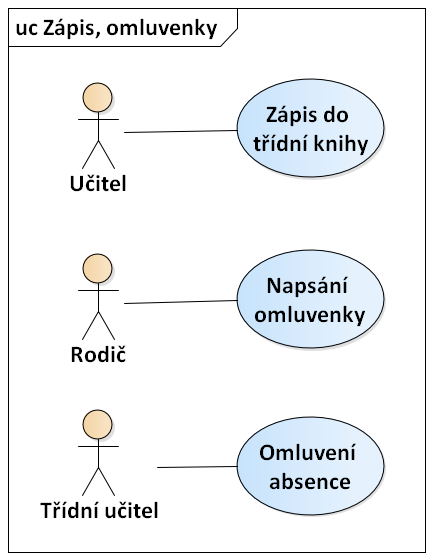 uc Zápis, omluvenky
Zápis do
třídní knihy
Učitel
Napsání
omluvenky
Rodič
Omluvení
absence
Třídní učitel